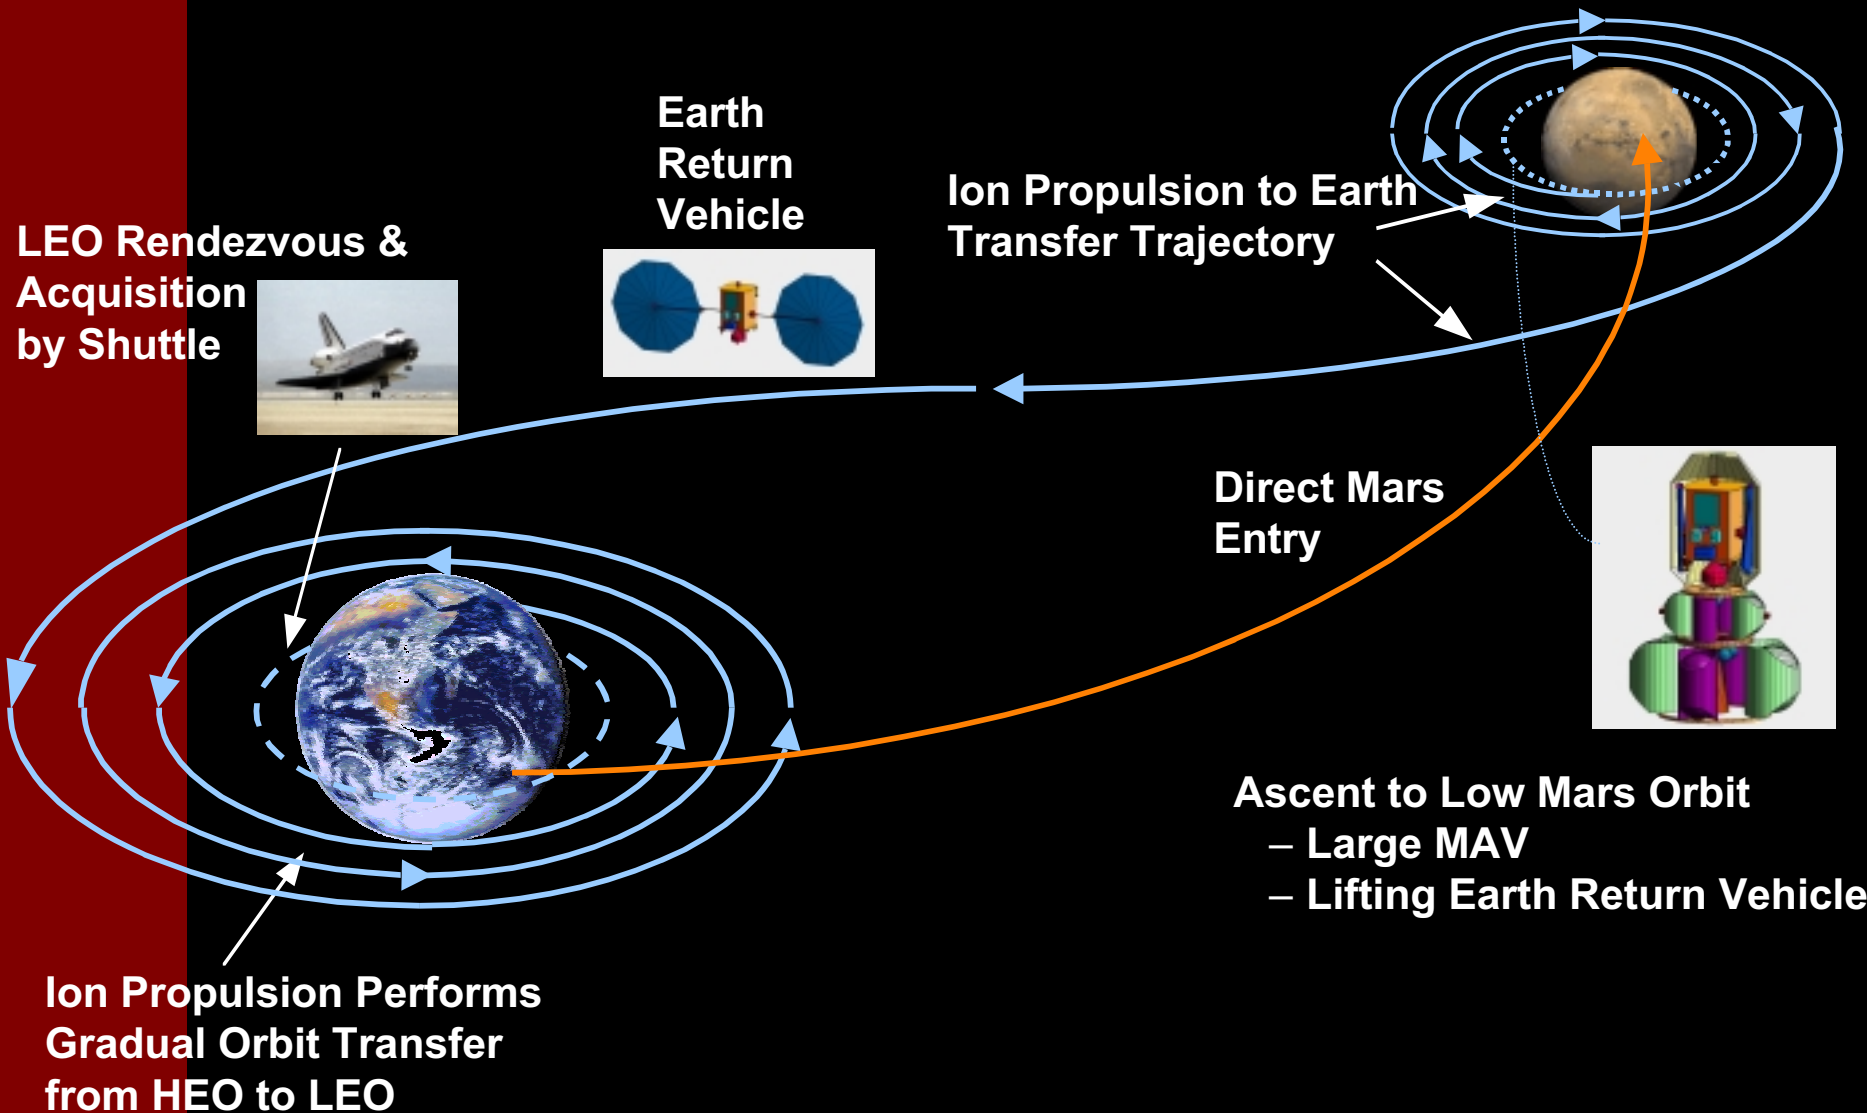 Earth
Return
Vehicle
Ion Propulsion to Earth
Transfer Trajectory
LEO Rendezvous &
Acquisition
by Shuttle
Direct Mars
Entry
Ascent to Low Mars Orbit
– Large MAV
– Lifting Earth Return Vehicle
Ion Propulsion Performs
Gradual Orbit Transfer
from HEO to LEO